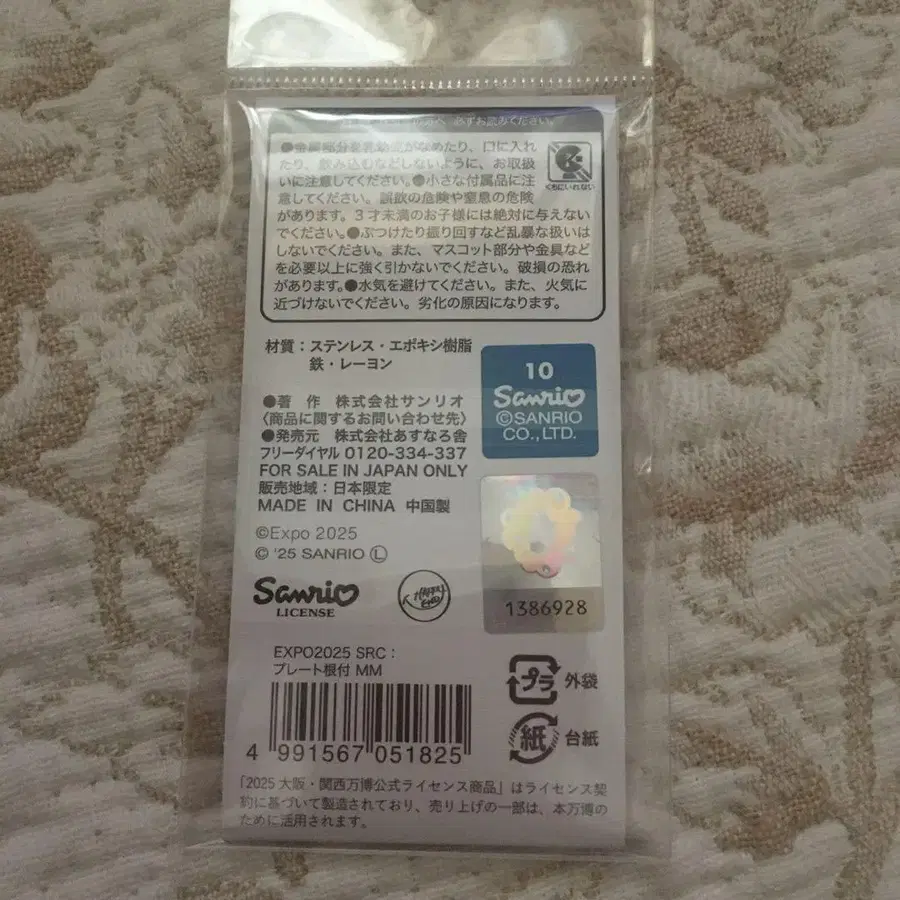 必ずお読みください。
●金属部分を乳幼児がなめたり、口に入れ
たり、飲み込むなどしないように、お取扱
いに注意してください。●小さな付属品に注
意してください。誤飲の危険や窒息の危険
があります。3才未満のお子様には絶対に与えない
でください。●ぶつけたり振り回すなど乱暴な扱いは
しないでください。また、マスコット部分や金具など
を必要以上に強く引かないでください。破損の恐れ
があります。●水気を避けてください。また、火気に
近づけないでください。劣化の原因になります。
くちにいれない
材質：ステンレス・エポキシ樹脂
鉄・レーヨン
10
Sanrio
©SANRIO
CO.,LTD.
●著 作 株式会社サンリオ
〈商品に関するお問い合わせ先〉
●発売元 株式会社あすなろ舎
フリーダイヤル 0120-334-337
FOR SALE IN JAPAN ONLY
販売地域：日本限定
MADE IN CHINA 中国製
©Expo 2025
© '25 SANRIO Ⓛ
Sanrio
LICENSE
HAPPY
END
1386928
EXPO2025 SRC：
プレート根付 MM
プラ 外袋
紙 台紙
4 991567 051825
「2025 大阪・関西万博公式ライセンス商品」はライセンス契
約に基づいて製造されており、売り上げの一部は、本万博の
ために活用されます。